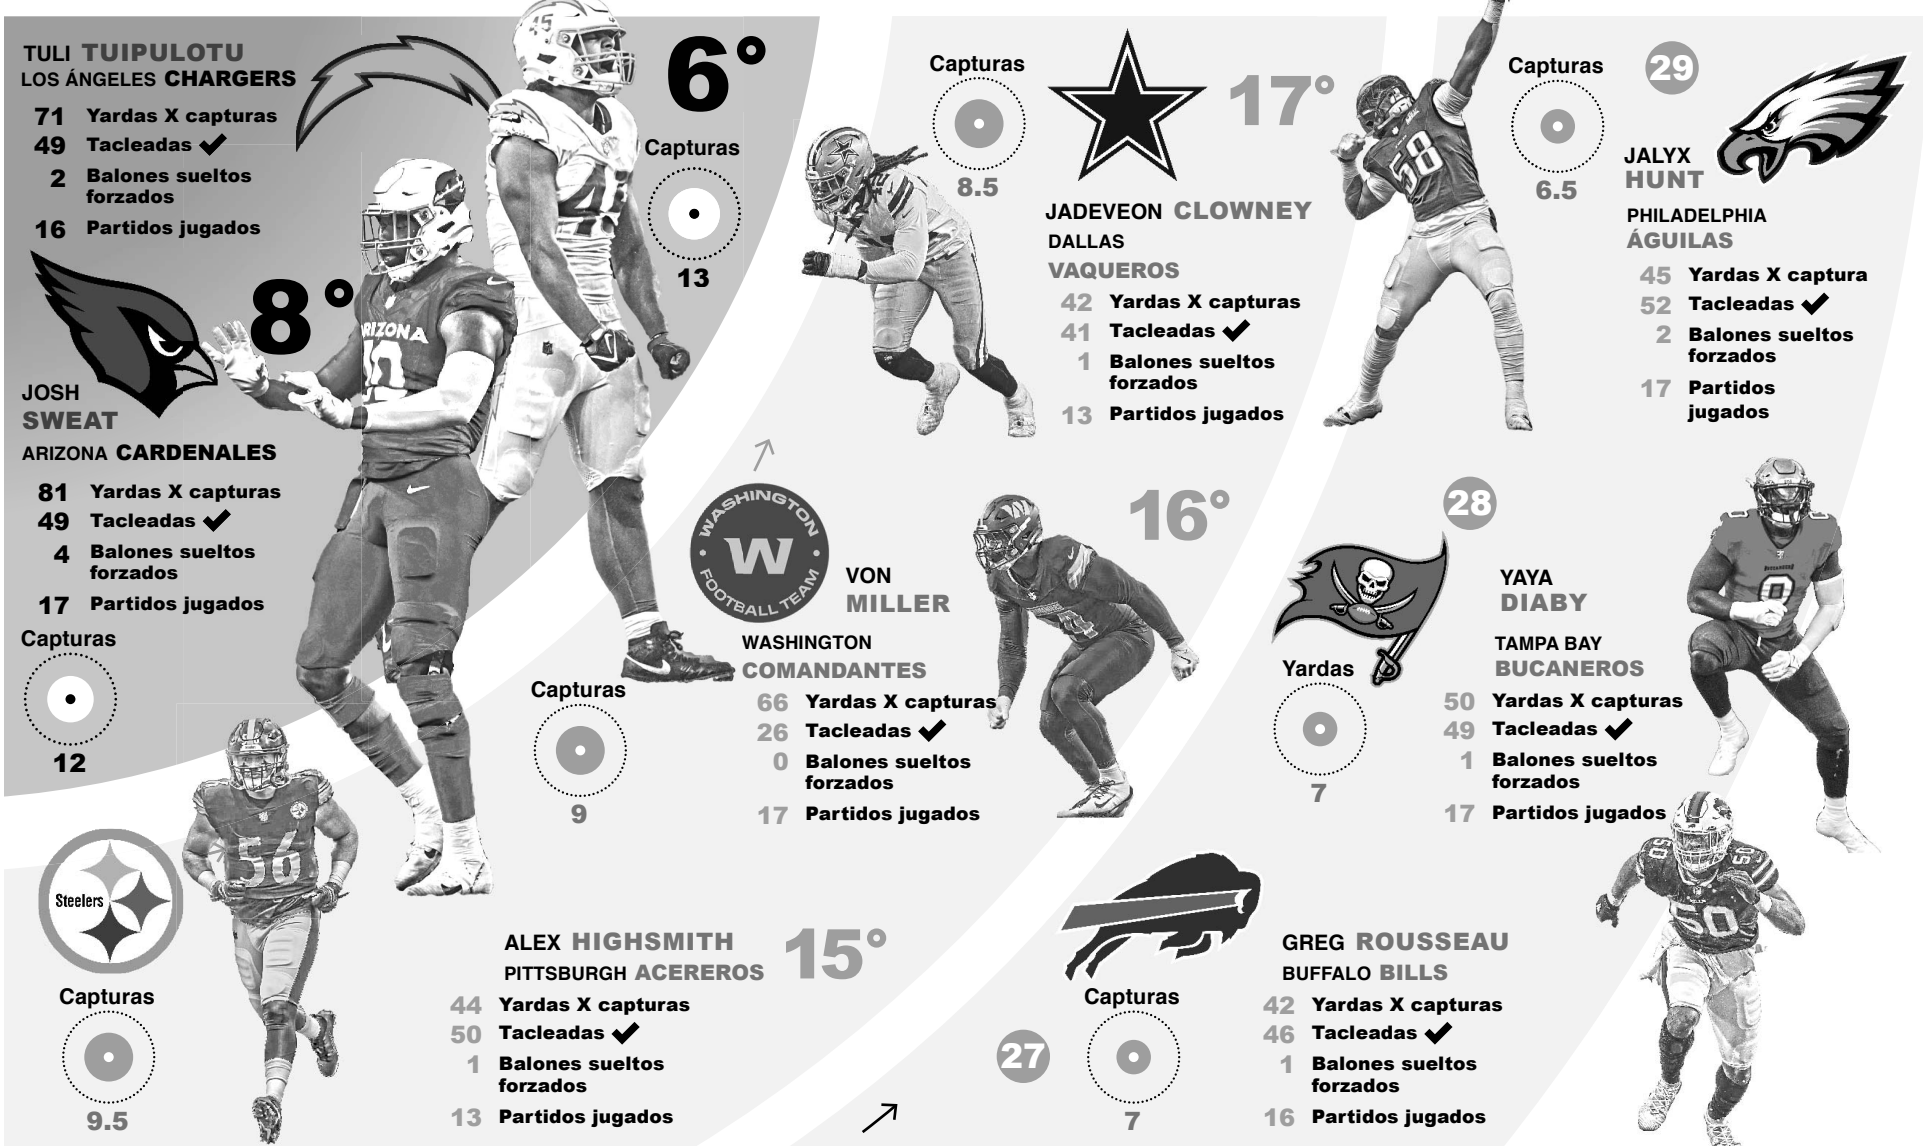 TULI TUIPULOTU
LOS ÁNGELES CHARGERS
71 Yardas X capturas
49 Tacleadas
2 Balones sueltos
forzados
16 Partidos jugados
6°
Capturas
13
45
8°
JOSH
SWEAT
ARIZONA CARDENALES
81 Yardas X capturas
49 Tacleadas
4 Balones sueltos
forzados
17 Partidos jugados
Capturas
12
Capturas
8.5
17°
JADEVEON CLOWNEY
DALLAS
VAQUEROS
42 Yardas X capturas
41 Tacleadas
1 Balones sueltos
forzados
13 Partidos jugados
58
Capturas
6.5
29
JALYX
HUNT
PHILADELPHIA
ÁGUILAS
45 Yardas X captura
52 Tacleadas
2 Balones sueltos
forzados
17 Partidos
jugados
WASHINGTON
W
FOOTBALL TEAM
VON
MILLER
16°
WASHINGTON
COMANDANTES
66 Yardas X capturas
26 Tacleadas
0 Balones sueltos
forzados
17 Partidos jugados
Capturas
9
28
YAYA
DIABY
TAMPA BAY
BUCANEROS
50 Yardas X capturas
49 Tacleadas
1 Balones sueltos
forzados
17 Partidos jugados
Yardas
7
0
Steelers
56
Capturas
9.5
ALEX HIGHSMITH
PITTSBURGH ACEREROS
15°
44 Yardas X capturas
50 Tacleadas
1 Balones sueltos
forzados
13 Partidos jugados
27
Capturas
7
GREG ROUSSEAU
BUFFALO BILLS
42 Yardas X capturas
46 Tacleadas
1 Balones sueltos
forzados
16 Partidos jugados
50
50
50